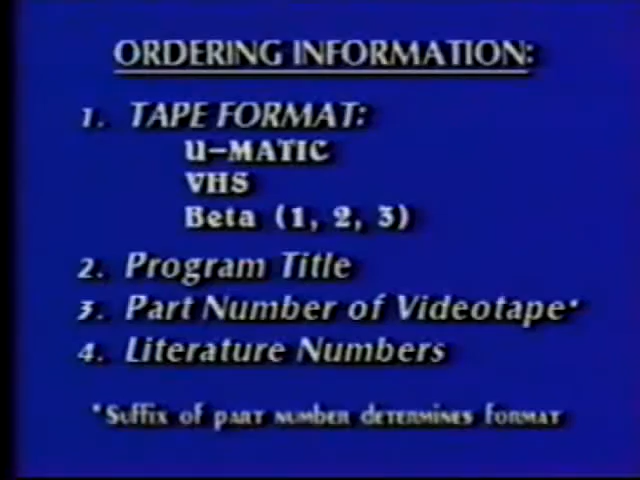 ORDERING INFORMATION:
1. TAPE FORMAT:
U-MATIC
VHS
Beta (1, 2, 3)
2. Program Title
3. Part Number of Videotape*
4. Literature Numbers
*Suffix of part number determines format